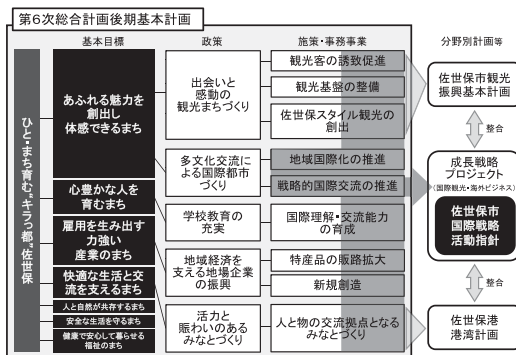 第6次総合計画後期基本計画
基本目標
政策
施策・事務事業
分野別計画等
ひと・まち育む“キラっ都”佐世保
あふれる魅力を
創出し
体感できるまち
心豊かな人を
育むまち
雇用を生み出す
力強い
産業のまち
快適な生活と交
流を支えるまち
人と自然が共存するまち
安全な生活を守るまち
健康で安心して暮らせる
福祉のまち
出会いと
感動の
観光まちづくり
多文化交流に
よる国際都市
づくり
学校教育の
充実
地域経済を
支える地場企業
の振興
活力と
賑わいのある
みなとづくり
観光客の誘致促進
観光基盤の整備
佐世保スタイル観光の
創出
地域国際化の推進
戦略的国際交流の推進
国際理解・交流能力
の育成
特産品の販路拡大
新規創造
人と物の交流拠点となる
みなとづくり
佐世保市観光
振興基本計画
整合
成長戦略
プロジェクト
(国際観光・海外ビジネス)
佐世保市
国際戦略
活動指針
整合
佐世保港
港湾計画